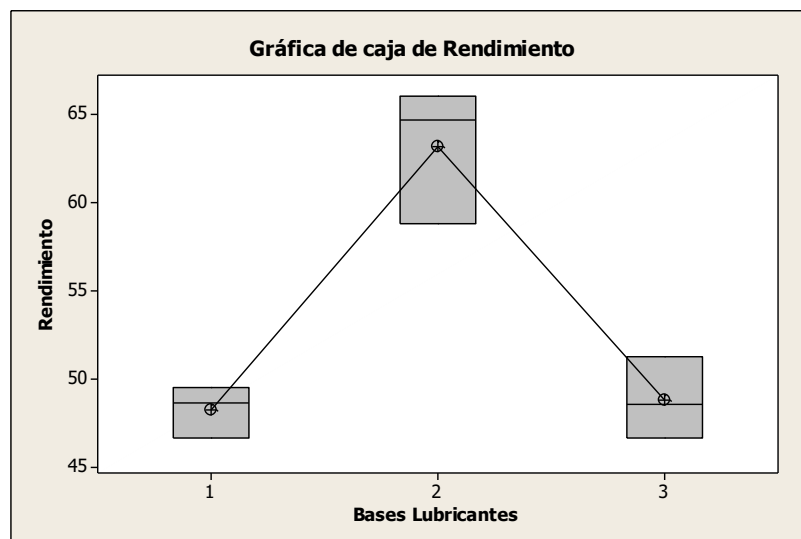 Gráfica de caja de Rendimiento
Rendimiento
65
60
55
50
45
1 2 3
Bases Lubricantes